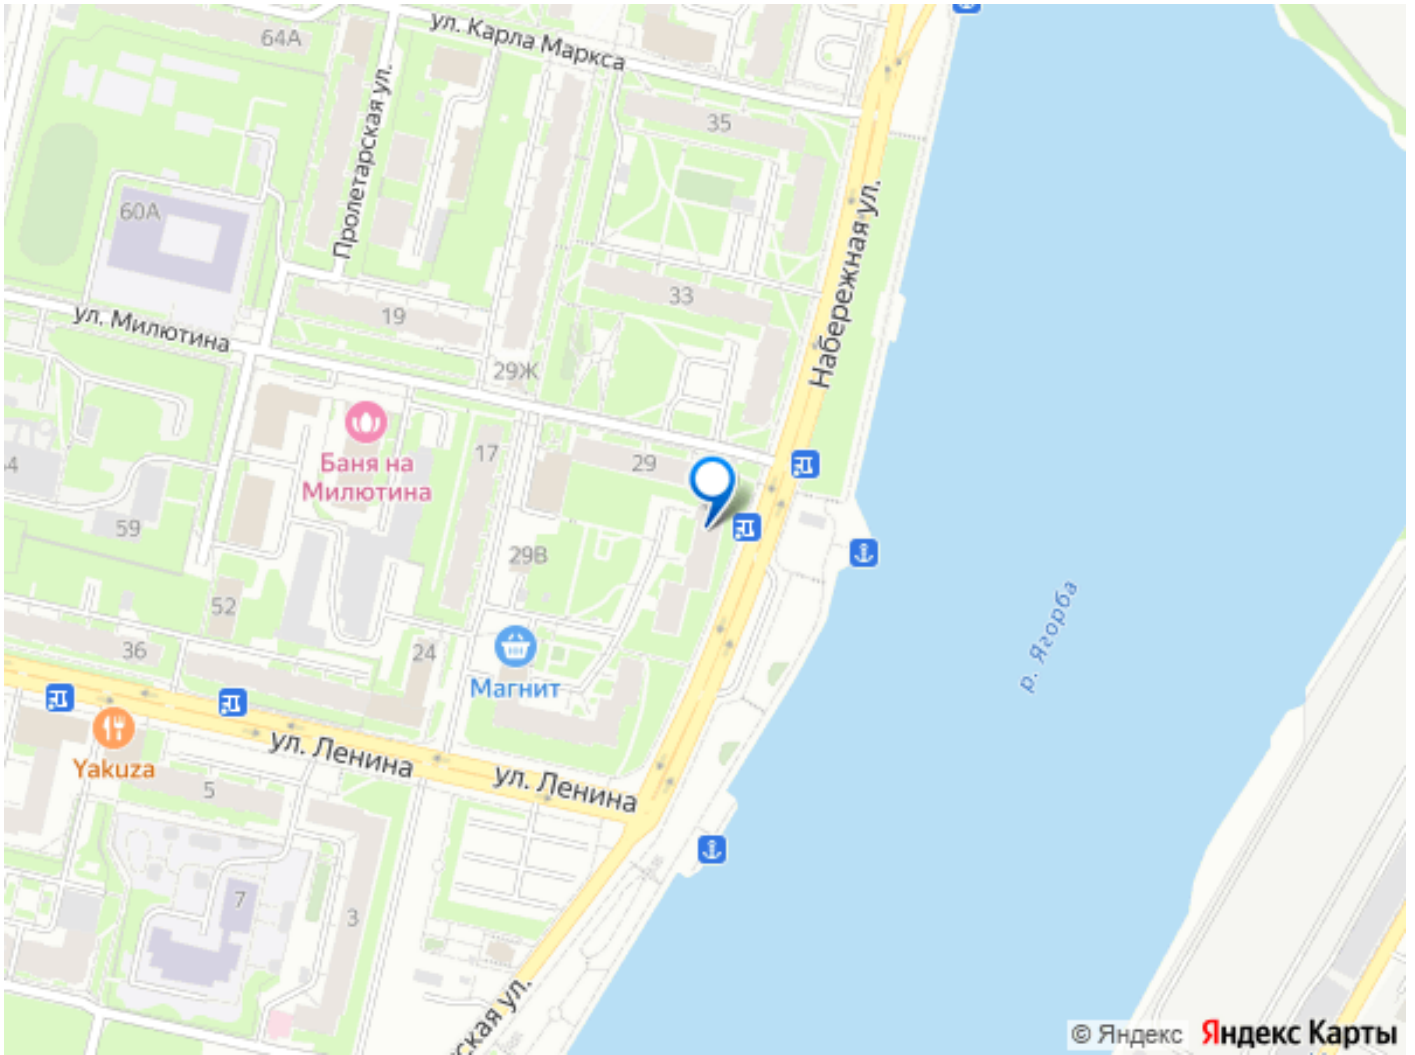 64А
ул. Карла Маркса
Пролетарская ул.
35
60А
Набережная ул.
33
19
ул. Милютина
29Ж
17
29
Баня на
Милютина
59
29В
52
р. Ягорба
36
24
Магнит
ул. Ленина
ул. Ленина
Yakuza
5
7
3
ская ул.
© Яндекс
Яндекс Карты